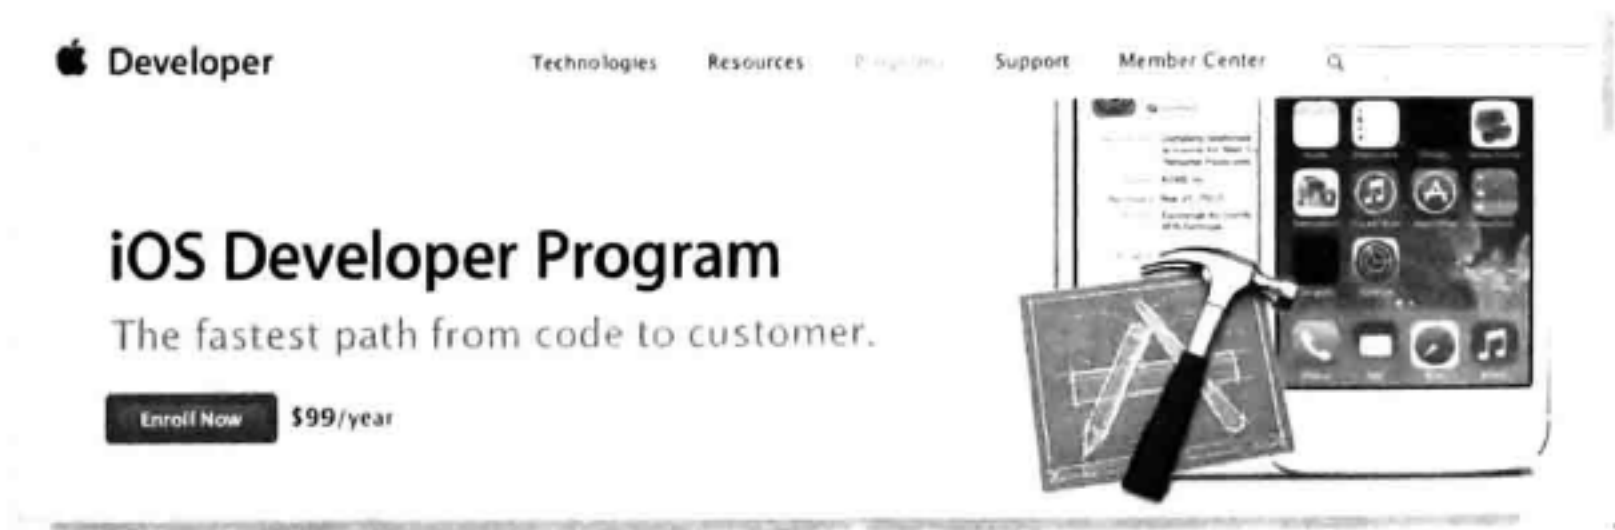 Developer Technologies Resources Programs Support Member Center
iOS Developer Program
The fastest path from code to customer.
Enroll Now $99/year